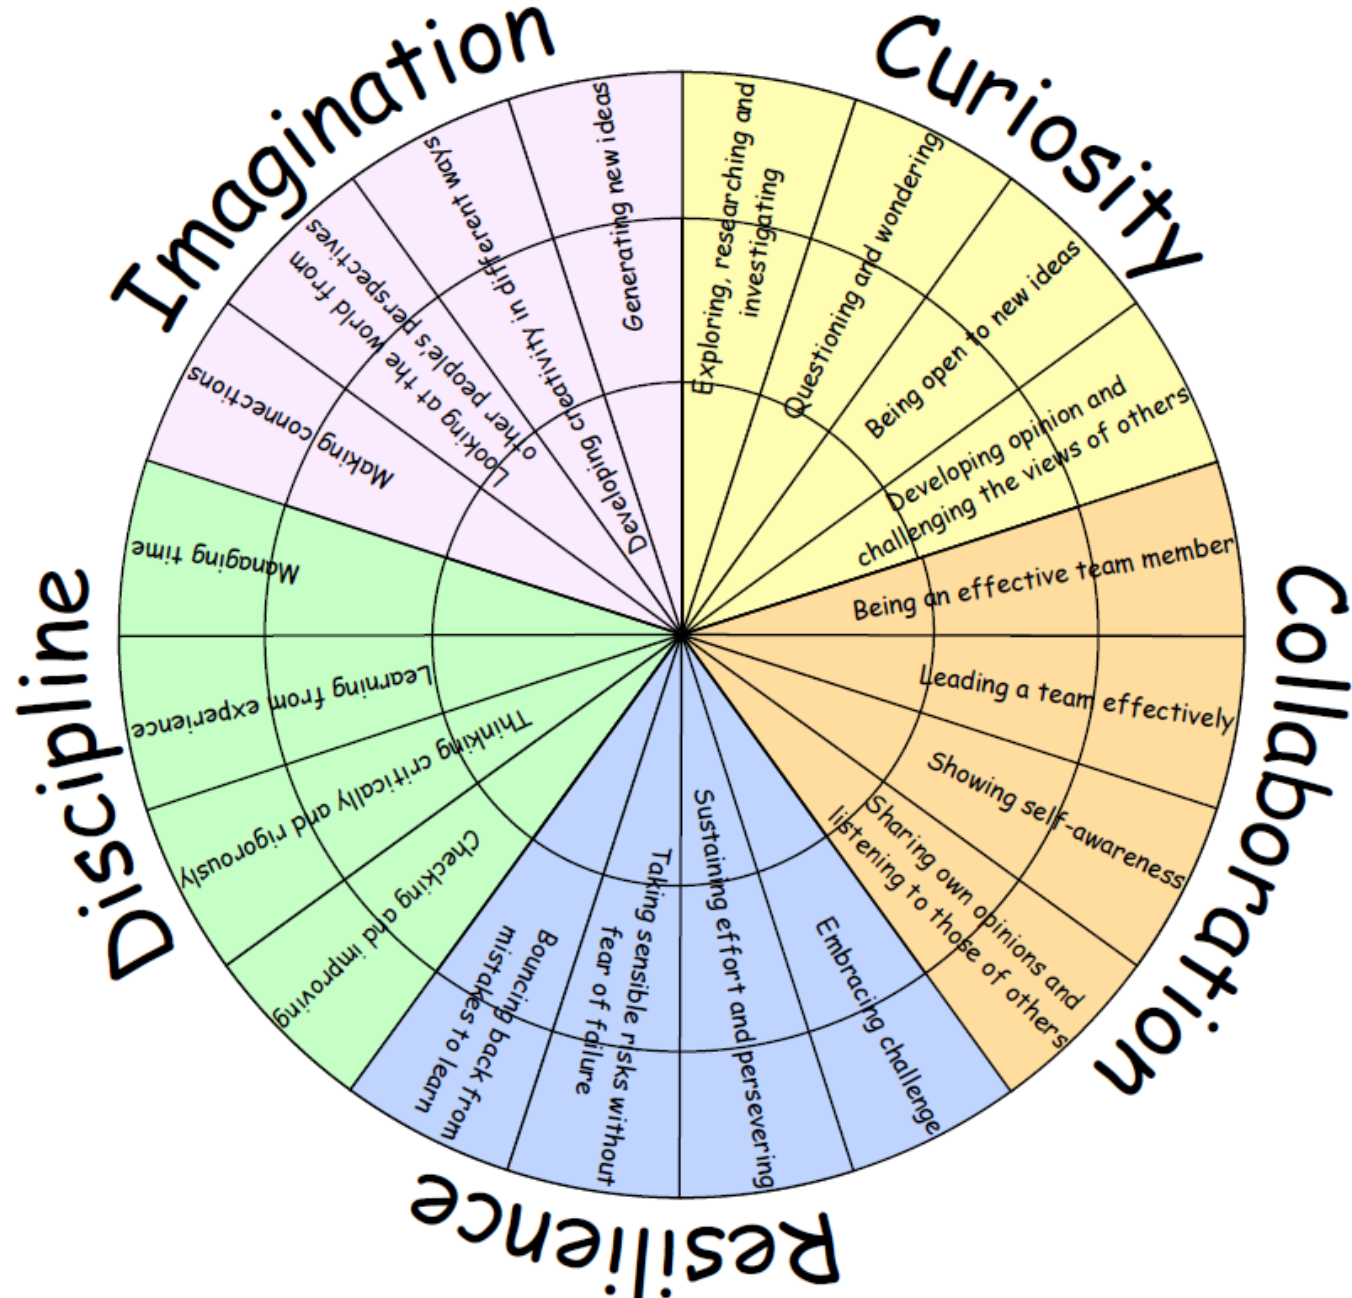 Curiosity
Exploring, researching and
investigating
Questioning and wondering
Being open to new ideas
Developing opinion and
challenging the views of others
Collaboration
Being an effective team member
Leading a team effectively
Showing self-awareness
Sharing own opinions and
listening to those of others
Resilience
Embracing challenge
Sustaining effort and persevering
Taking sensible risks without
fear of failure
Bouncing back from
mistakes to learn
Discipline
Checking and improving
Thinking critically and rigorously
Learning from experience
Managing time
Imagination
Making connections
Looking at the world from
other people's perspectives
Developing creativity in different ways
Generating new ideas